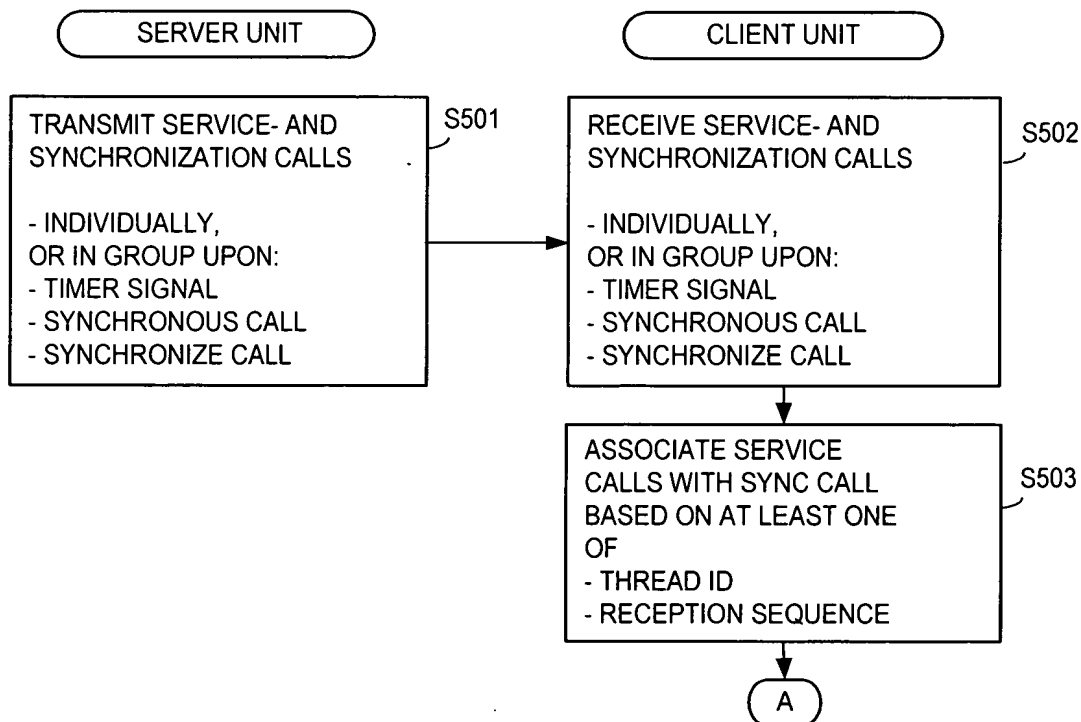 SERVER UNIT
CLIENT UNIT
TRANSMIT SERVICE- AND
SYNCHRONIZATION CALLS
- INDIVIDUALLY,
OR IN GROUP UPON:
- TIMER SIGNAL
- SYNCHRONOUS CALL
- SYNCHRONIZE CALL
S501
RECEIVE SERVICE- AND
SYNCHRONIZATION CALLS
- INDIVIDUALLY,
OR IN GROUP UPON:
- TIMER SIGNAL
- SYNCHRONOUS CALL
- SYNCHRONIZE CALL
S502
ASSOCIATE SERVICE
CALLS WITH SYNC CALL
BASED ON AT LEAST ONE
OF
- THREAD ID
- RECEPTION SEQUENCE
S503
A